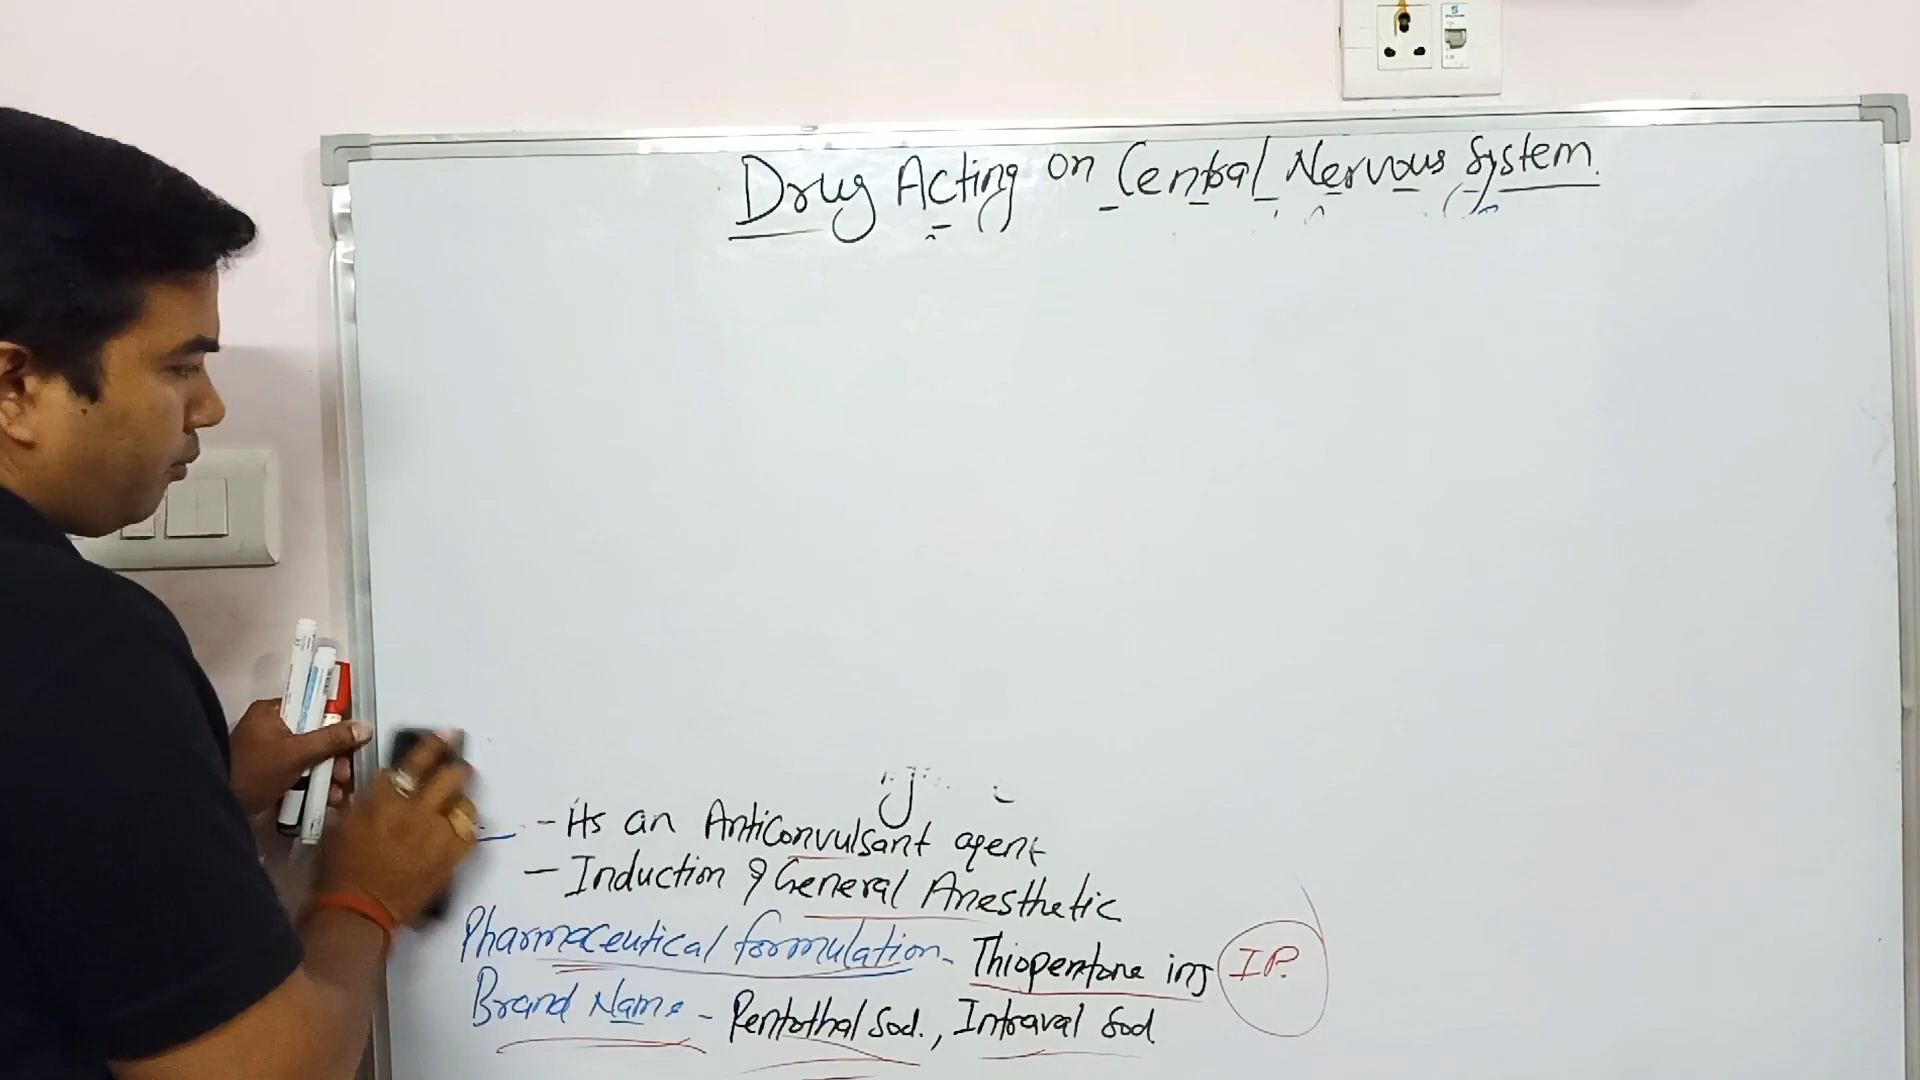 Drug Acting on Central Nervous System.
- Its an Anticonvulsant agent
- Induction of General Anesthetic
Pharmaceutical formulation - Thiopentone inj I.P.
Brand Name - Pentothal Sod., Intraval Sod